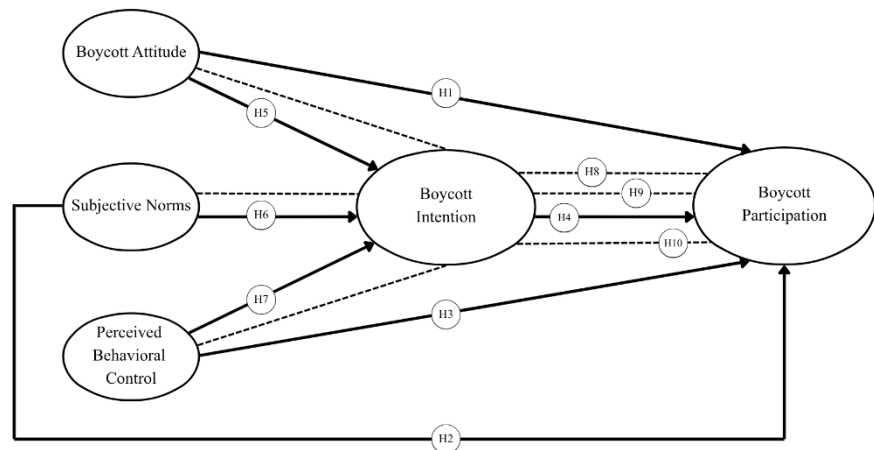 Boycott Attitude
H1
H5
H8
Boycott
Intention
H9
Boycott
Participation
Subjective Norms
H6
H4
H10
H7
H3
Perceived
Behavioral
Control
H2